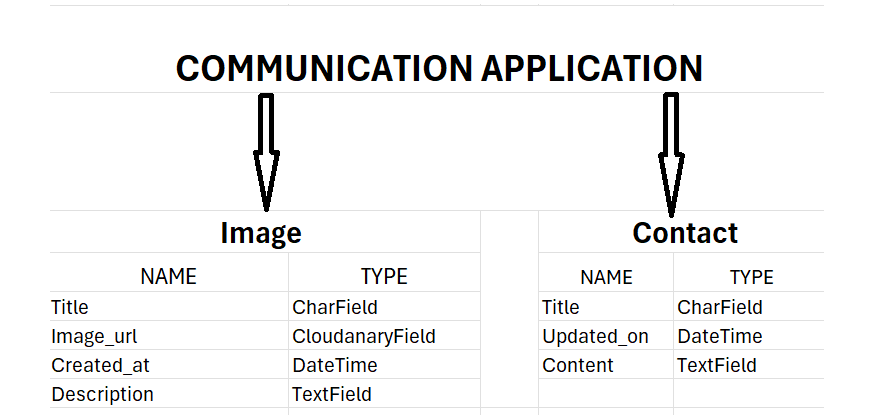 COMMUNICATION APPLICATION
Image
NAME TYPE
Title CharField
Image_url CloudanaryField
Created_at DateTime
Description TextField
Contact
NAME TYPE
Title CharField
Updated_on DateTime
Content TextField